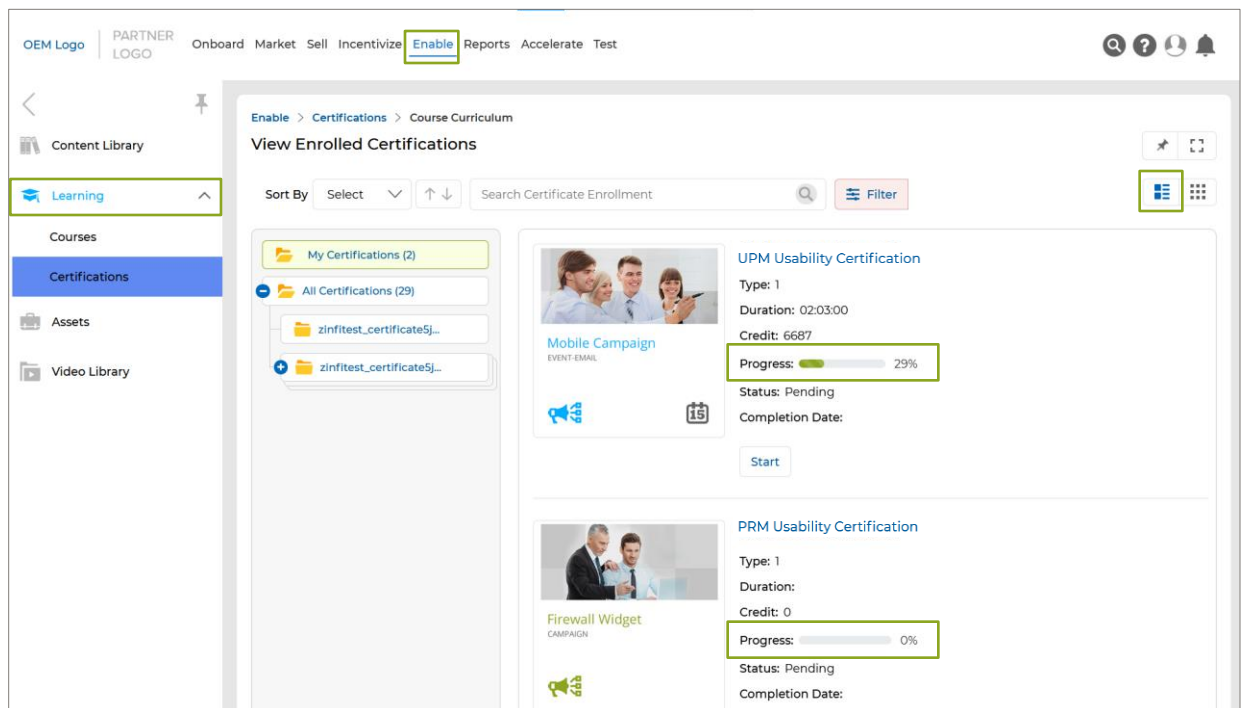 OEM Logo
PARTNER
LOGO
Onboard Market Sell Incentivize Enable Reports Accelerate Test
Content Library
Learning
Courses
Certifications
Assets
Video Library
Enable > Certifications > Course Curriculum
View Enrolled Certifications
Sort By Select Search Certificate Enrollment Filter
My Certifications (2)
All Certifications (29)
zinfitest_certificate5j...
zinfitest_certificate5j...
Mobile Campaign
EVENT-EMAIL
15
UPM Usability Certification
Type: 1
Duration: 02:03:00
Credit: 6687
Progress: 29%
Status: Pending
Completion Date:
Start
Firewall Widget
CAMPAIGN
PRM Usability Certification
Type: 1
Duration:
Credit: 0
Progress: 0%
Status: Pending
Completion Date: